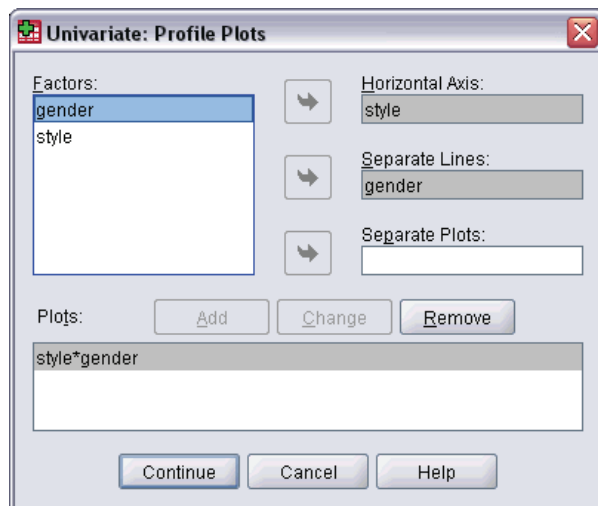 Univariate: Profile Plots
Factors:
gender
style
Horizontal Axis:
style
Separate Lines:
gender
Separate Plots:
Plots:
Add
Change
Remove
style*gender
Continue
Cancel
Help